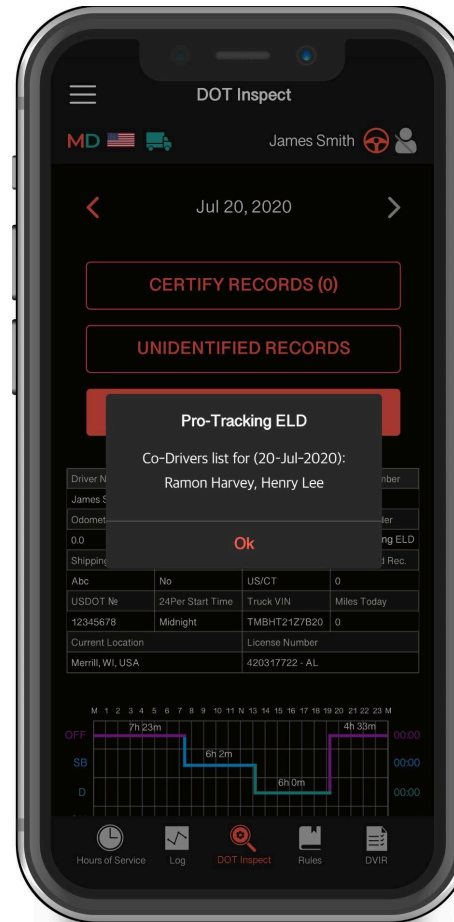 DOT Inspect
MD James Smith
Jul 20, 2020
CERTIFY RECORDS (0)
UNIDENTIFIED RECORDS
Pro-Tracking ELD
Co-Drivers list for (20-Jul-2020):
Ramon Harvey, Henry Lee
Ok
Driver
James
0.0 ELD
Shipping Rec.
Abc No US/CT 0
USDOT № 24Per Start Time Truck VIN Miles Today
12345678 Midnight TMBHT21Z7B20 0
Current Location License Number
Merrill, WI, USA 420317722 - AL
M 1 2 3 4 5 6 7 8 9 10 11 N 13 14 15 16 17 18 19 20 21 22 23 M
7h 23m 4h 33m
OFF 00:00
6h 2m
SB 00:00
6h 0m
D 00:00
Hours of Service Log DOT Inspect Rules DVIR